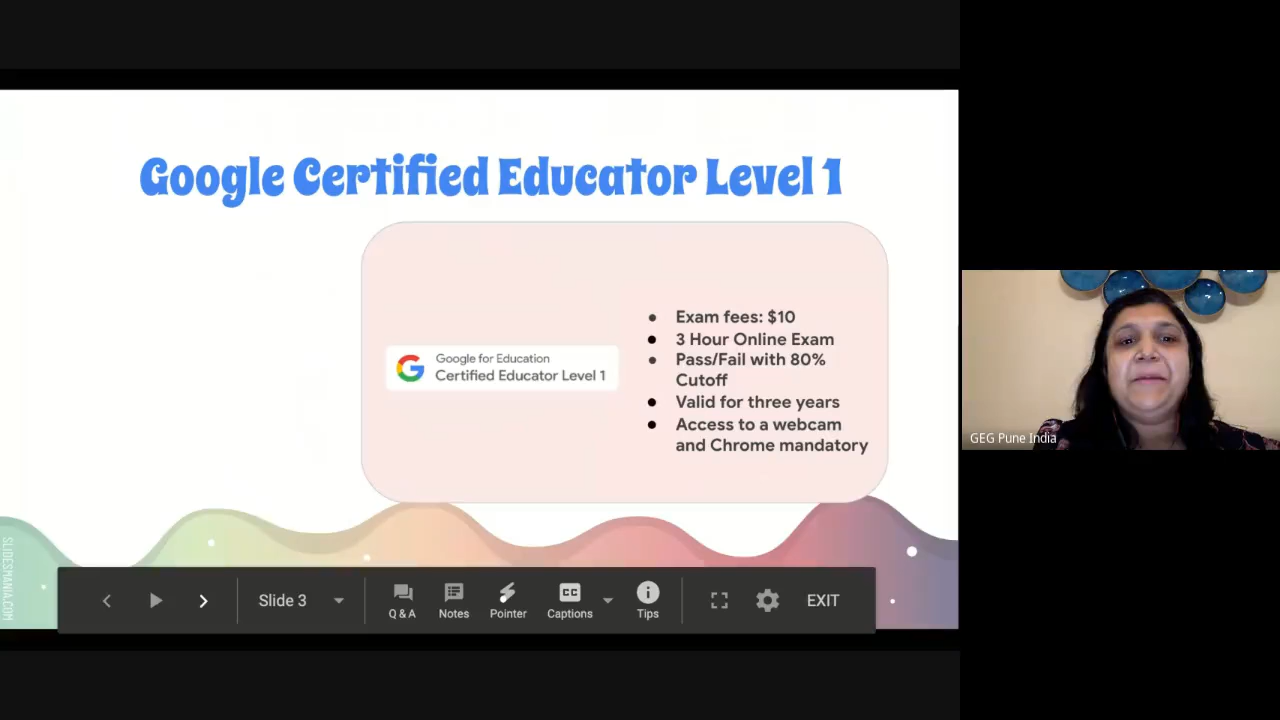 Google Certified Educator Level 1
Google for Education
Certified Educator Level 1
● Exam fees: $10
● 3 Hour Online Exam
● Pass/Fail with 80%
Cutoff
● Valid for three years
● Access to a webcam
and Chrome mandatory
SLIDESMANIA.COM
Slide 3
Q & A
Notes
Pointer
CC
Captions
Tips
EXIT
GEG Pune India